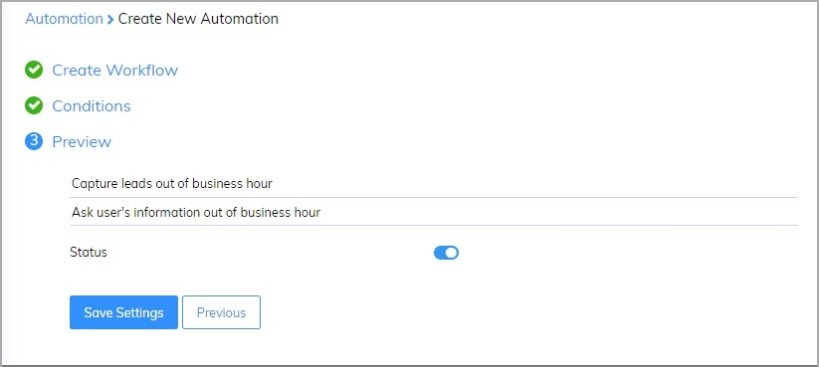 Automation > Create New Automation
Create Workflow
Conditions
3 Preview
Capture leads out of business hour
Ask user's information out of business hour
Status
Save Settings Previous